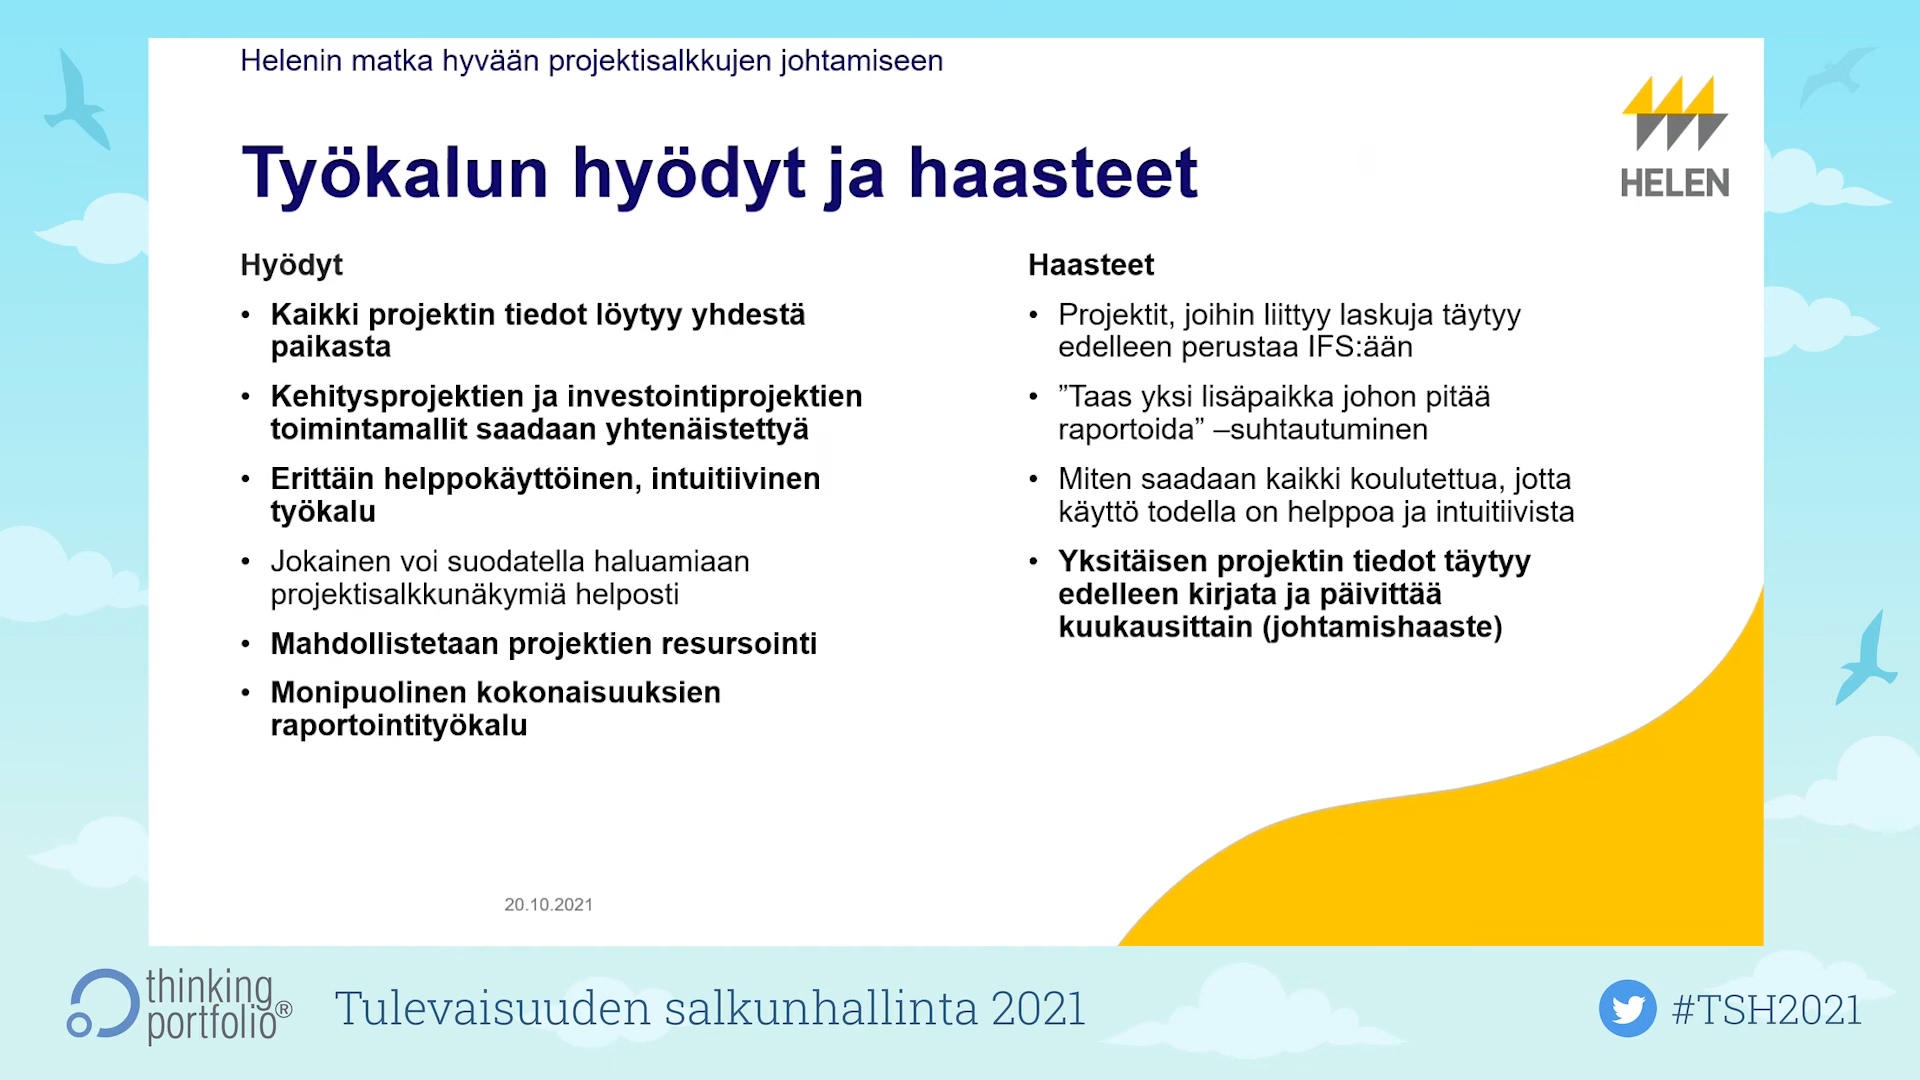 Helenin matka hyvään projektisalkkujen johtamiseen
HELEN
Työkalun hyödyt ja haasteet
Hyödyt
• Kaikki projektin tiedot löytyy yhdestä
paikasta
• Kehitysprojektien ja investointiprojektien
toimintamallit saadaan yhtenäistettyä
• Erittäin helppokäyttöinen, intuitiivinen
työkalu
• Jokainen voi suodatella haluamiaan
projektisalkkunäkymiä helposti
• Mahdollistetaan projektien resursointi
• Monipuolinen kokonaisuuksien
raportointityökalu
Haasteet
• Projektit, joihin liittyy laskuja täytyy
edelleen perustaa IFS:ään
• ”Taas yksi lisäpaikka johon pitää
raportoida” –suhtautuminen
• Miten saadaan kaikki koulutettua, jotta
käyttö todella on helppoa ja intuitiivista
• Yksitäisen projektin tiedot täytyy
edelleen kirjata ja päivittää
kuukausittain (johtamishaaste)
20.10.2021
thinking
portfolio®
Tulevaisuuden salkunhallinta 2021
#TSH2021